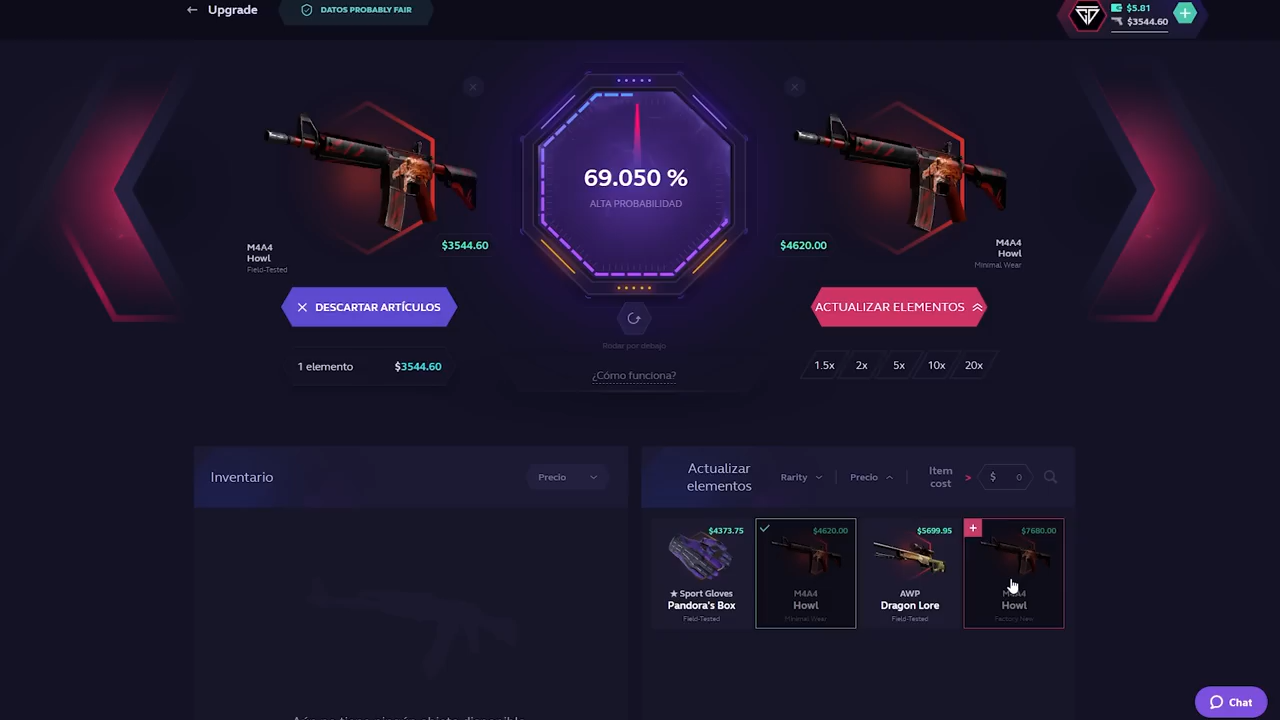 Upgrade
DATOS PROBABLY FAIR
$5.81
$3544.60
69.050 %
ALTA PROBABILIDAD
M4A4
Howl
Field-Tested
$3544.60
$4620.00
M4A4
Howl
Minimal Wear
DESCARTAR ARTÍCULOS
ACTUALIZAR ELEMENTOS
Rodar por debajo
1 elemento
$3544.60
¿Cómo funciona?
1.5x
2x
5x
10x
20x
Inventario
Precio
Actualizar
elementos
Rarity
Precio
Item
cost
>
$ 0
$4373.75
★ Sport Gloves
Pandora's Box
Field-Tested
$4620.00
M4A4
Howl
Minimal Wear
$5699.95
AWP
Dragon Lore
Field-Tested
$7680.00
M4A4
Howl
Factory New
Chat